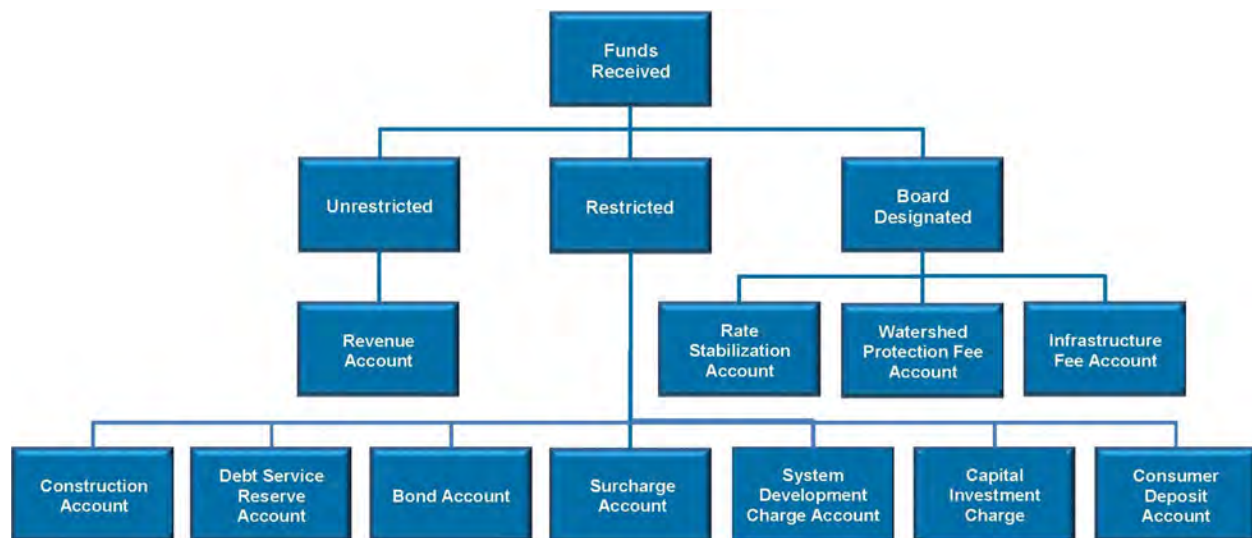 Funds
Received
Unrestricted
Restricted
Board
Designated
Revenue
Account
Rate
Stabilization
Account
Watershed
Protection Fee
Account
Infrastructure
Fee Account
Construction
Account
Debt Service
Reserve
Account
Bond Account
Surcharge
Account
System
Development
Charge Account
Capital
Investment
Charge
Consumer
Deposit
Account